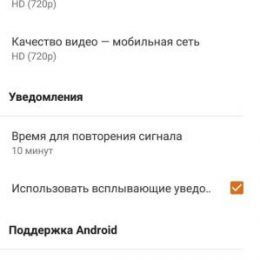 HD (720p)
Качество видео — мобильная сеть
HD (720p)
Уведомления
Время для повторения сигнала
10 минут
Использовать всплывающие уведо..
Поддержка Android